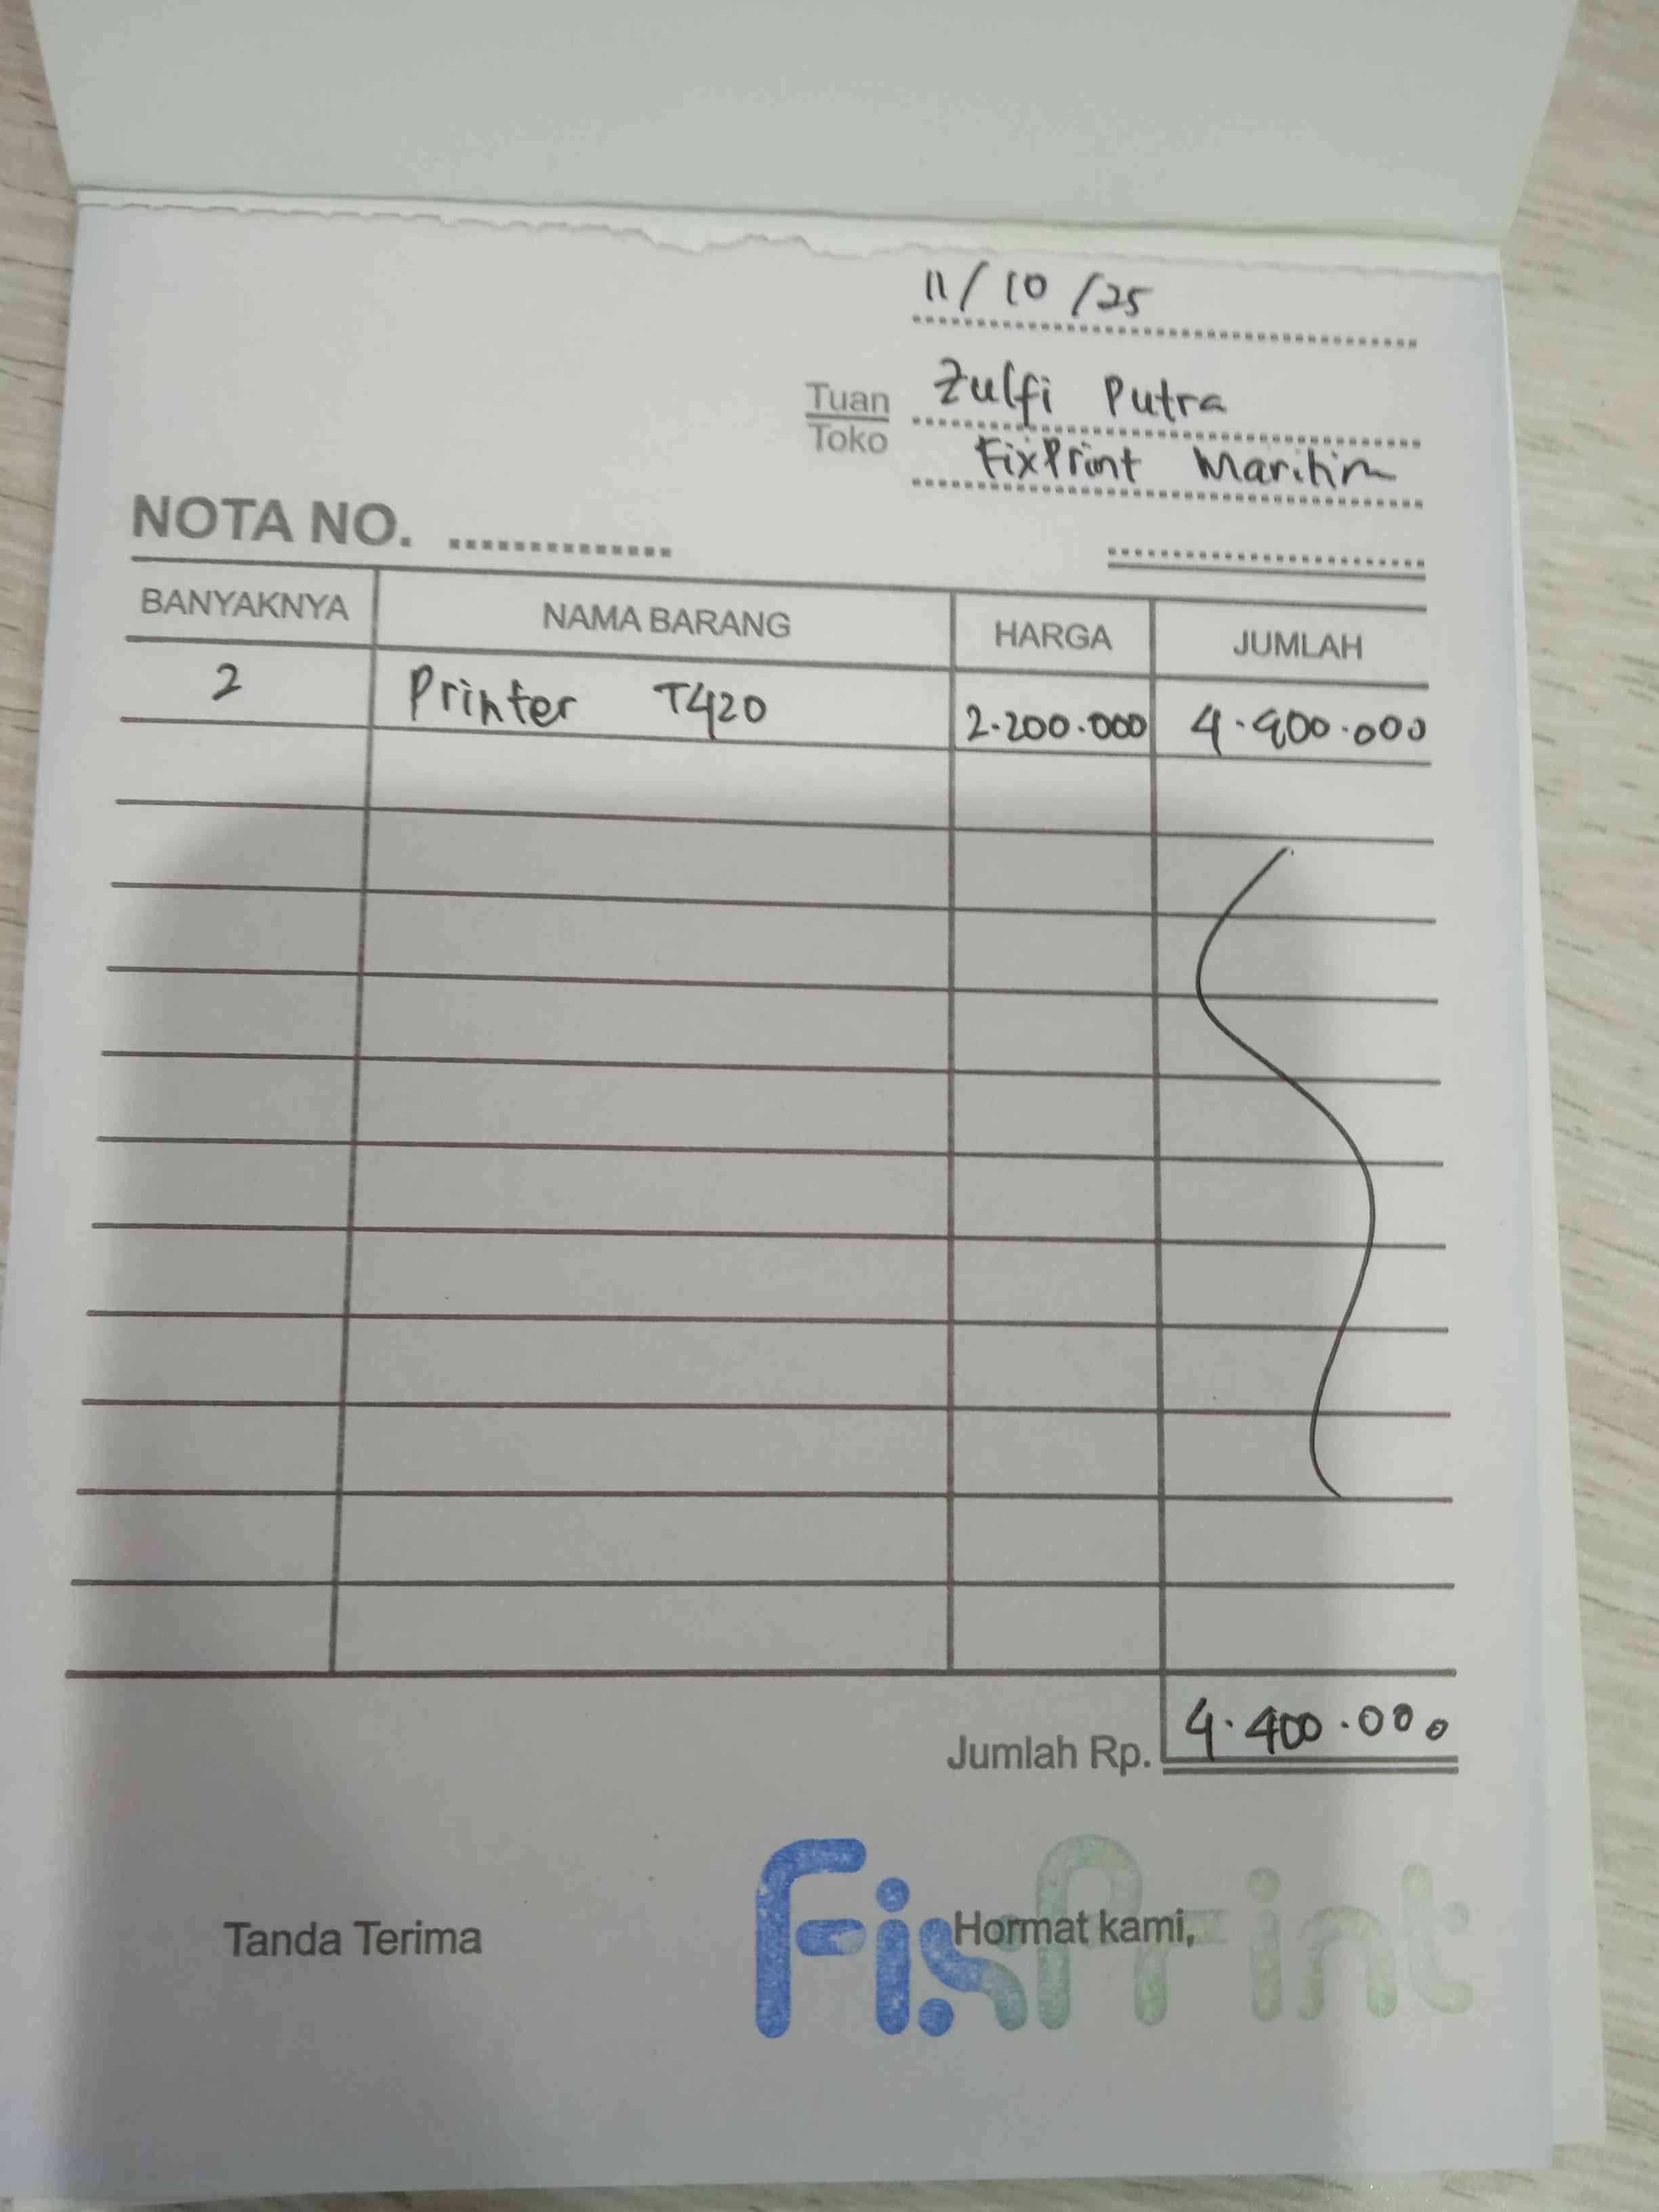 11/10/25
Tuan Zulfi Putra
Toko FixPrint Maritim
NOTA NO.
BANYAKNYA NAMA BARANG HARGA JUMLAH
2 Printer T420 2.200.000 4.400.000
Jumlah Rp. 4.400.000
Tanda Terima Hormat kami,
FixPrint